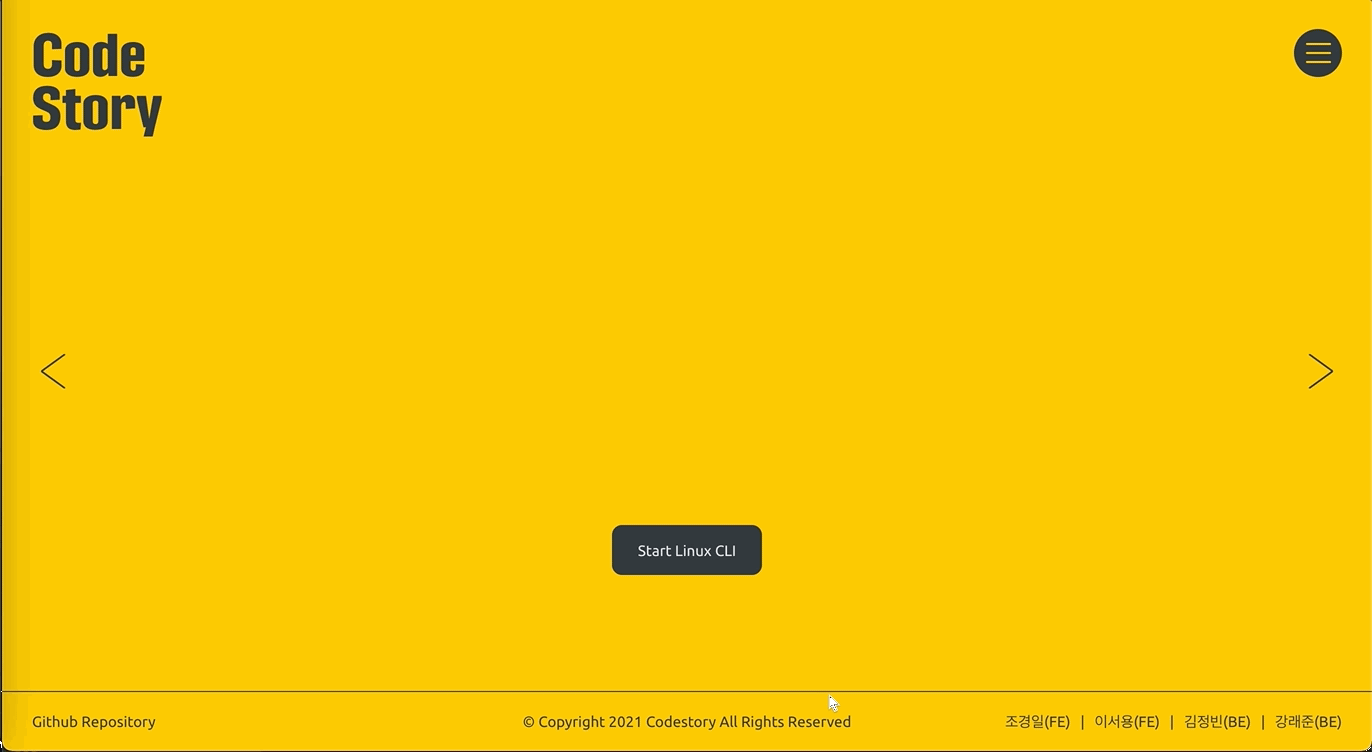 Code
Story
Start Linux CLI
Github Repository
© Copyright 2021 Codestory All Rights Reserved
조경일(FE) | 이서용(FE) | 김정빈(BE) | 강래준(BE)